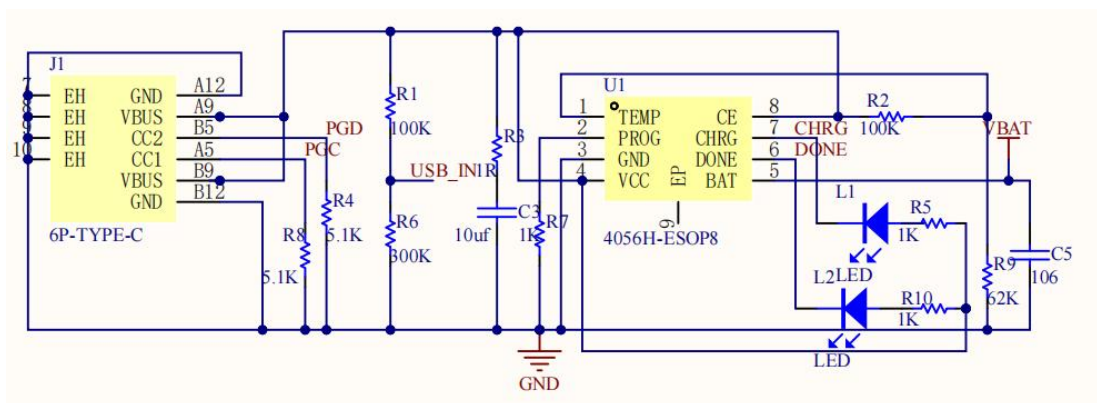 J1
7 EH GND A12
8 EH VBUS A9
9 EH CC2 B5
10 EH CC1 A5
VBUS B9
GND B12
6P-TYPE-C
PGD
PGC
R8
5.1K
R4
5.1K
R1
100K
USB_IN
R6
300K
R3
1R
C3
10uf
R7
1K
U1
1 TEMP CE 8
2 PROG CHRG 7
3 GND DONE 6
4 VCC BAT 5
EP
9
4056H-ESOP8
CHRG
DONE
R2
100K
VBAT
L1
LED
R5
1K
L2
LED
R10
1K
R9
62K
C5
106
GND